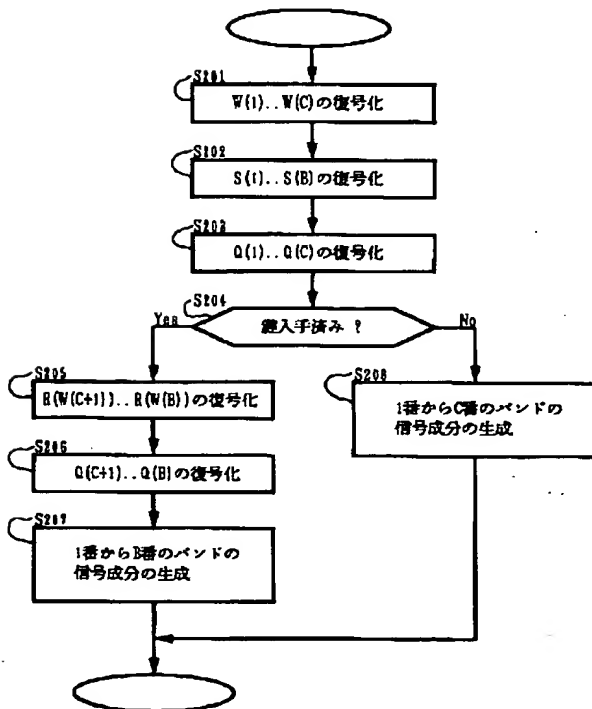 S201
W(1)..W(C)の復号化
S202
S(1)..S(B)の復号化
S203
Q(1)..Q(C)の復号化
S204
鍵入手済み ?
Yes
No
S205
R(W(C+1))..R(W(B))の復号化
S206
Q(C+1)..Q(B)の復号化
S207
1番からB番のバンドの
信号成分の生成
S208
1番からC番のバンドの
信号成分の生成